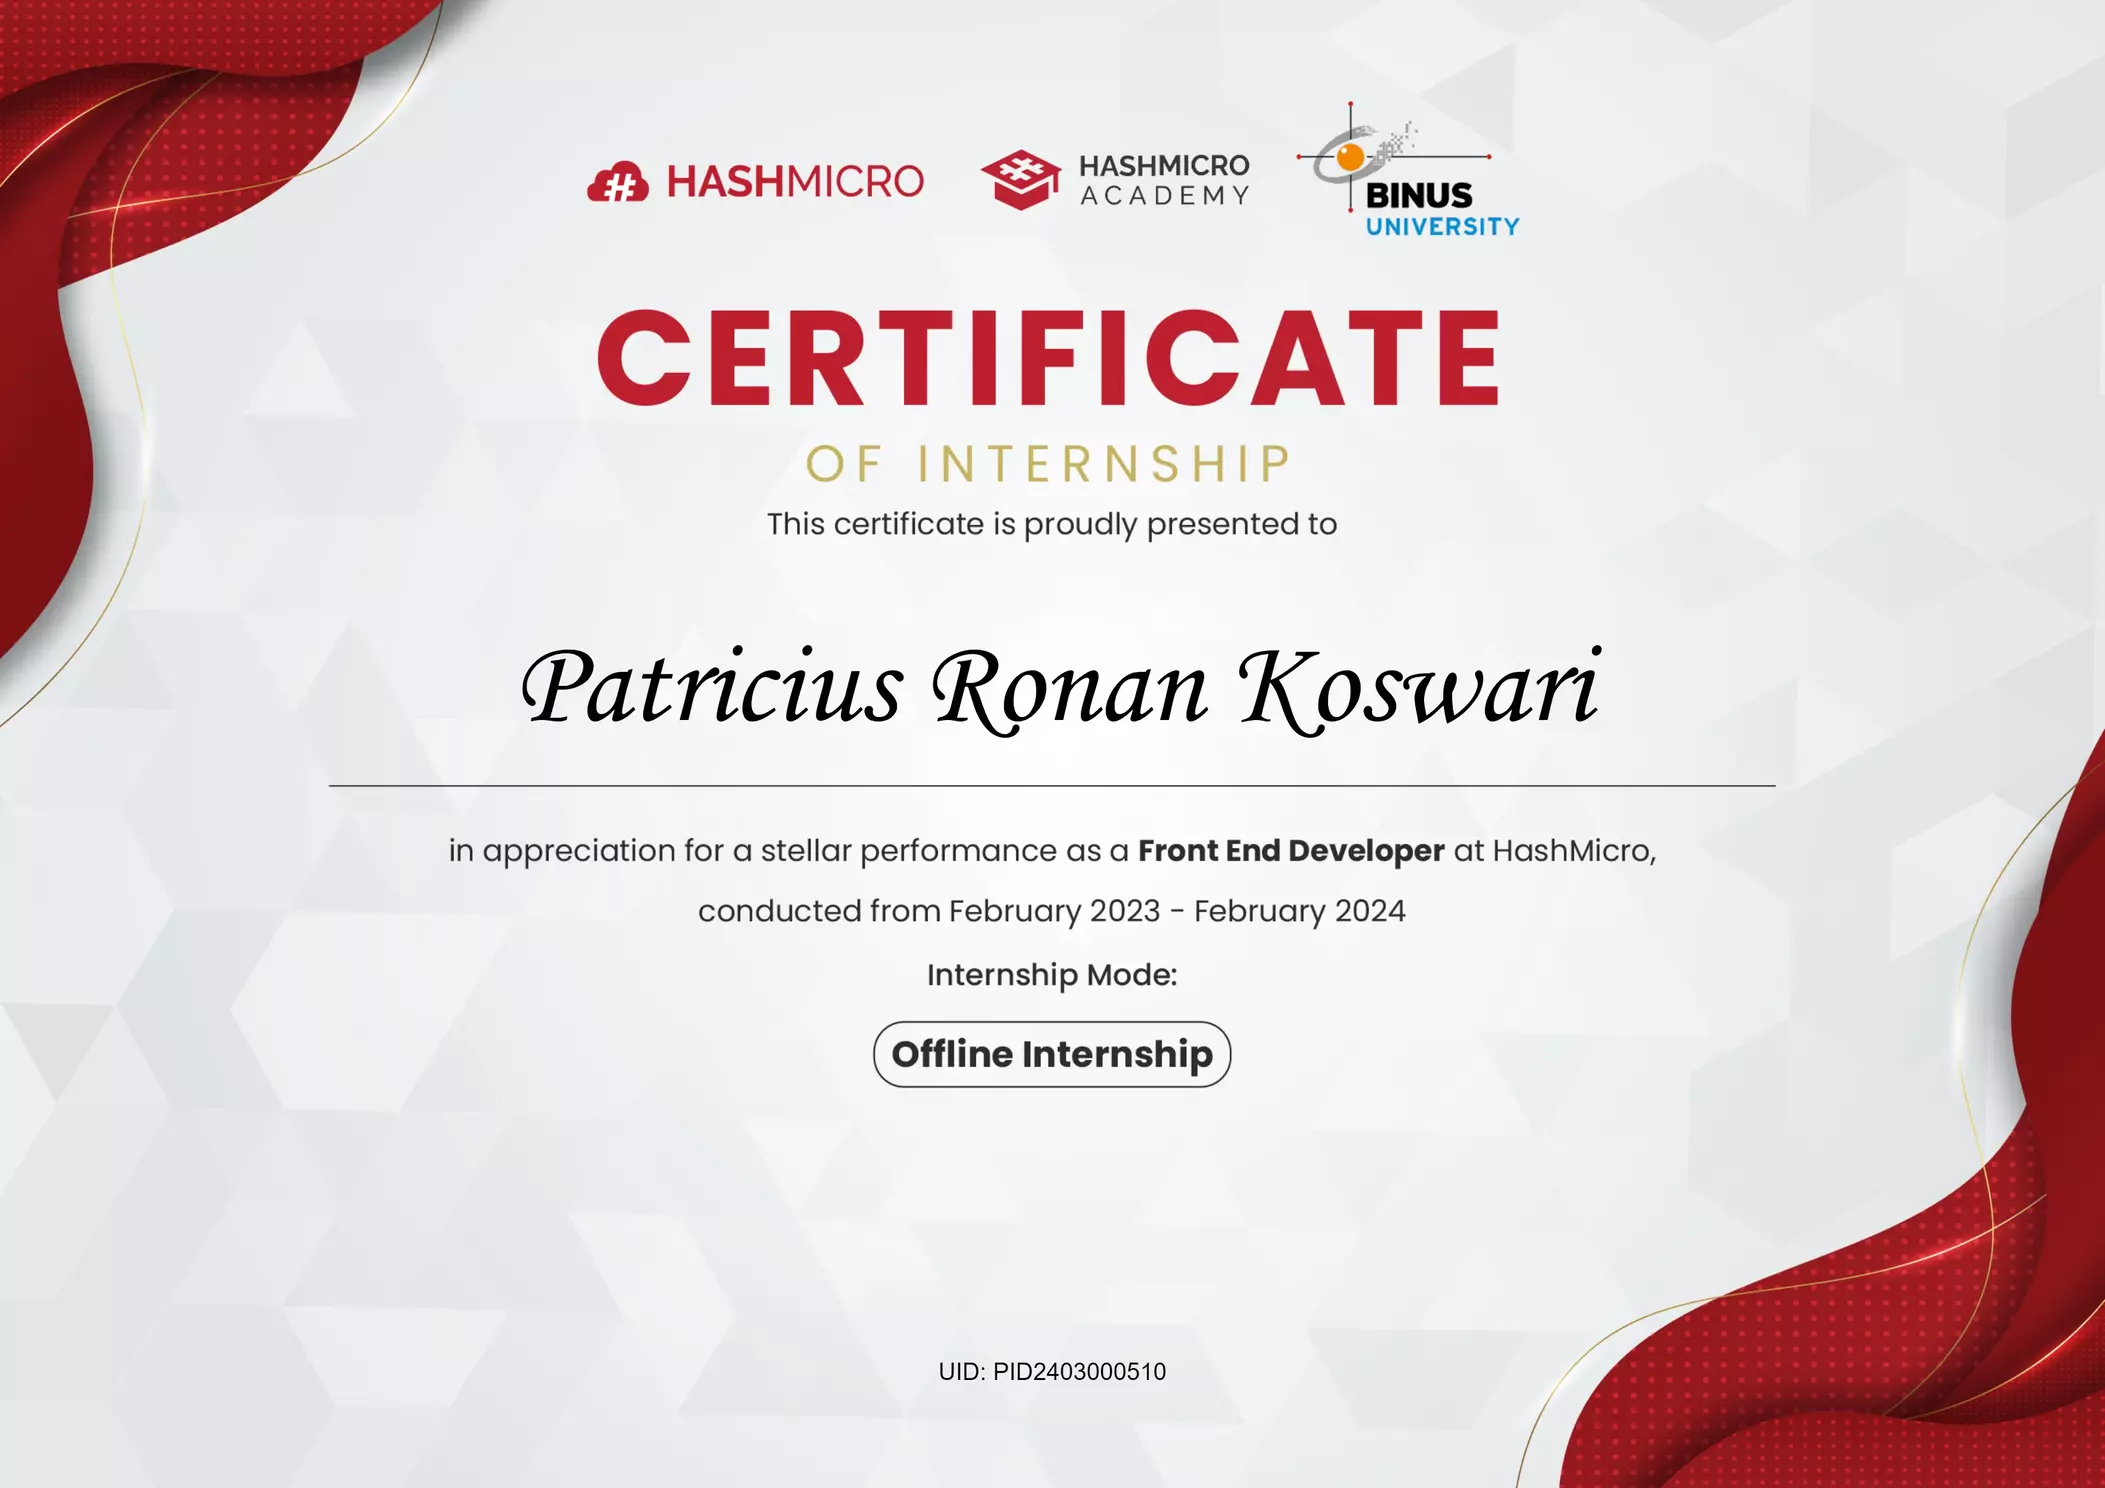 HASHMICRO
HASHMICRO
ACADEMY
BINUS
UNIVERSITY
CERTIFICATE
OF INTERNSHIP
This certificate is proudly presented to
Patricius Ronan Koswari
in appreciation for a stellar performance as a Front End Developer at HashMicro,
conducted from February 2023 - February 2024
Internship Mode:
Offline Internship
UID: PID2403000510